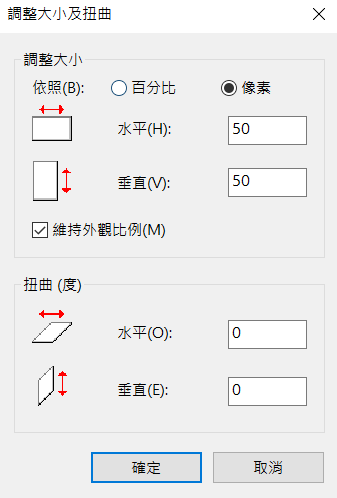 調整大小及扭曲
調整大小
依照(B): 百分比 像素
水平(H): 50
垂直(V): 50
維持外觀比例(M)
扭曲 (度)
水平(O): 0
垂直(E): 0
確定 取消